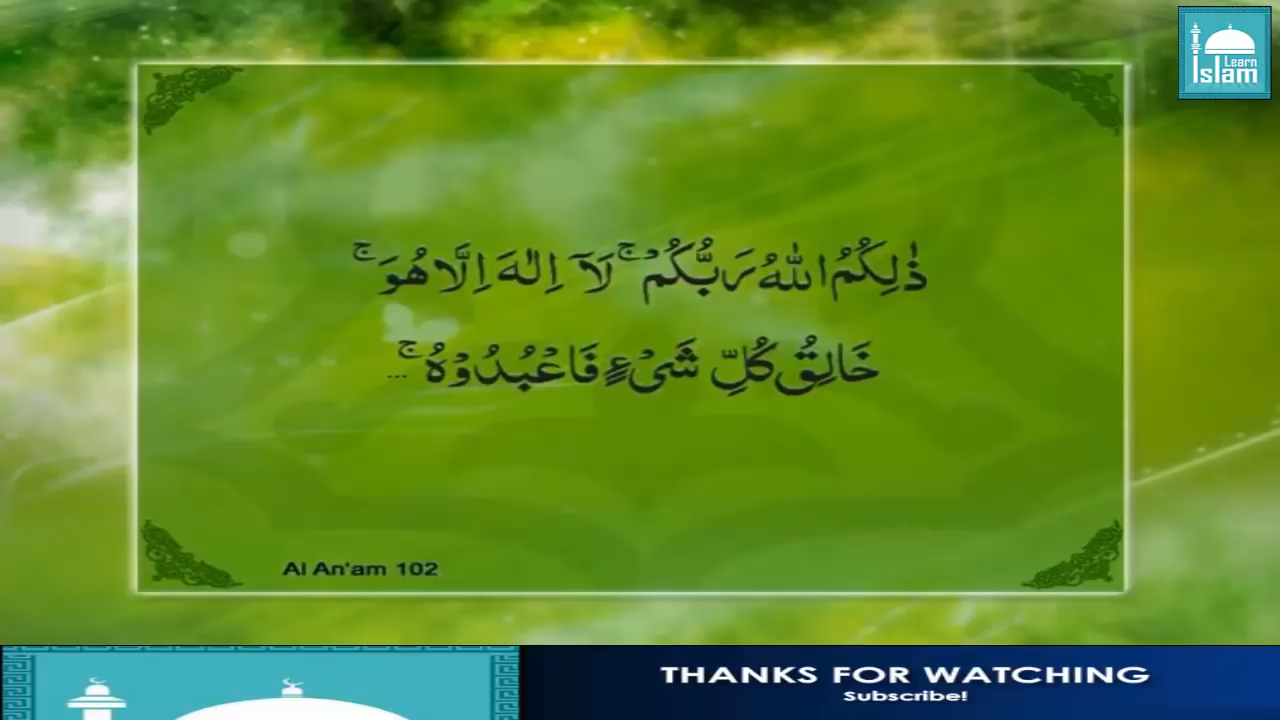 Learn
Islam
ذٰلِكُمُ اللّٰهُ رَبُّكُمْ ۚ لَآ اِلٰهَ اِلَّا هُوَ ۚ
خَالِقُ كُلِّ شَىْءٍ فَاعْبُدُوْهُ ۚ ...
Al An'am 102
THANKS FOR WATCHING
Subscribe!